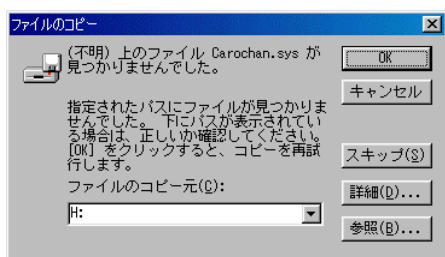 ファイルのコピー
(不明) 上のファイル Carochan.sys が
見つかりませんでした。
指定されたパスにファイルが見つかりま
せんでした。 下にパスが表示されてい
る場合は、正しいか確認してください。
[OK] をクリックすると、コピーを再試
行します。
ファイルのコピー元(C):
H:
OK
キャンセル
スキップ(S)
詳細(D)...
参照(B)...